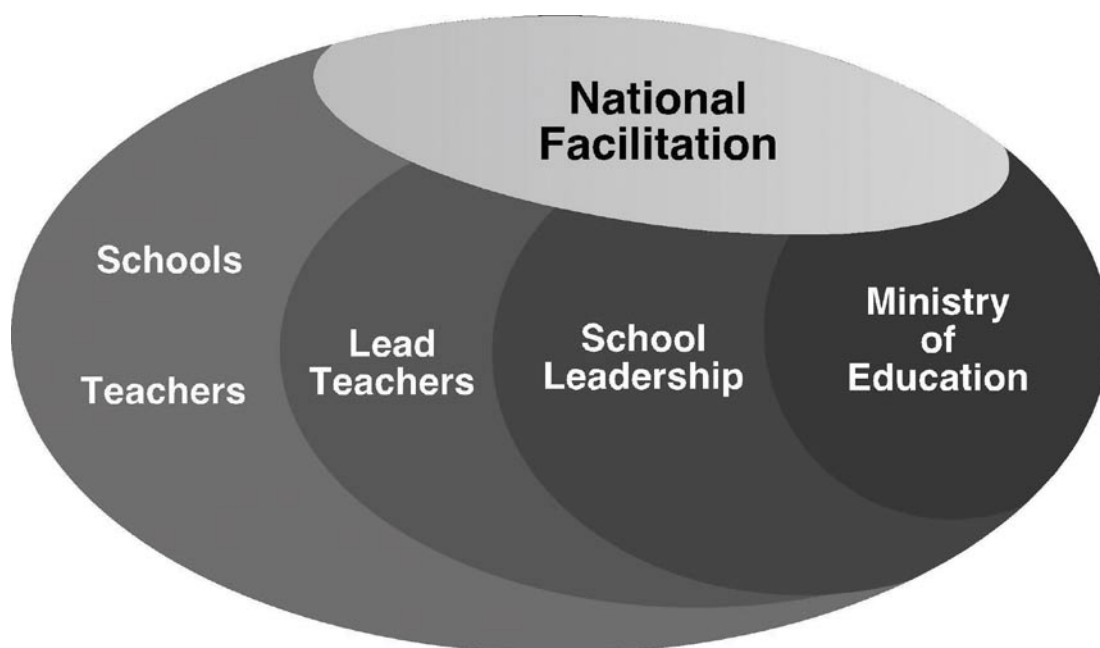 National
Facilitation
Schools
Teachers
Lead
Teachers
School
Leadership
Ministry
of
Education